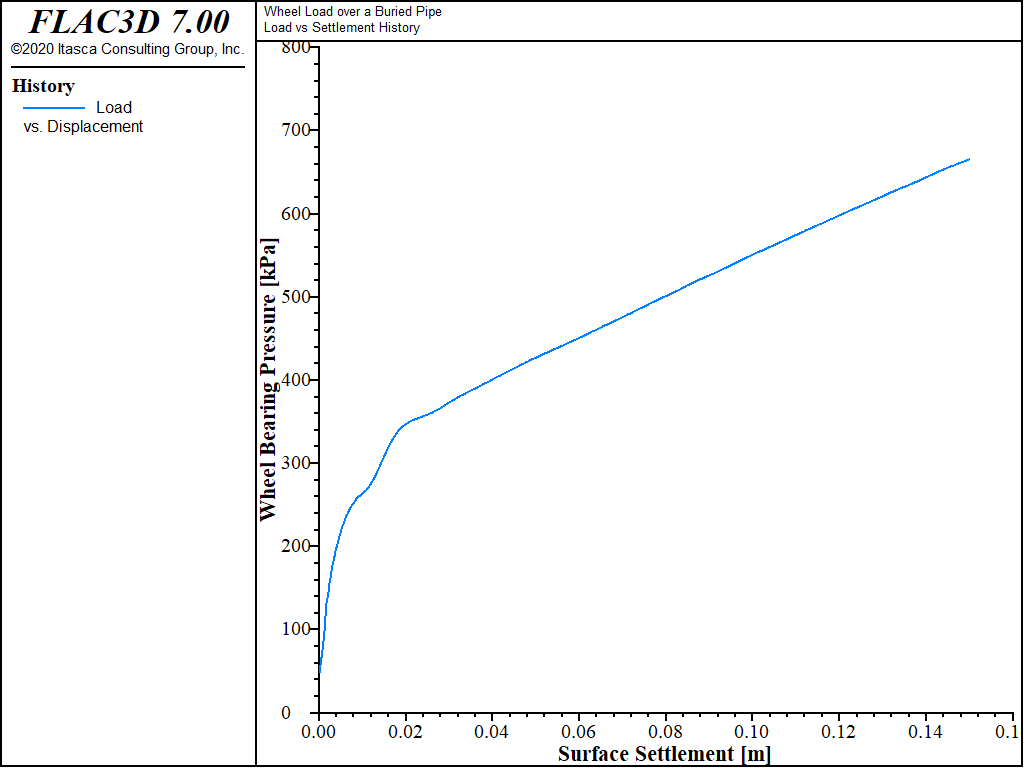 FLAC3D 7.00
©2020 Itasca Consulting Group, Inc.
History
Load
vs. Displacement
Wheel Load over a Buried Pipe
Load vs Settlement History
800
700
600
500
400
300
200
100
0
Wheel Bearing Pressure [kPa]
0.00 0.02 0.04 0.06 0.08 0.10 0.12 0.14 0.1
Surface Settlement [m]